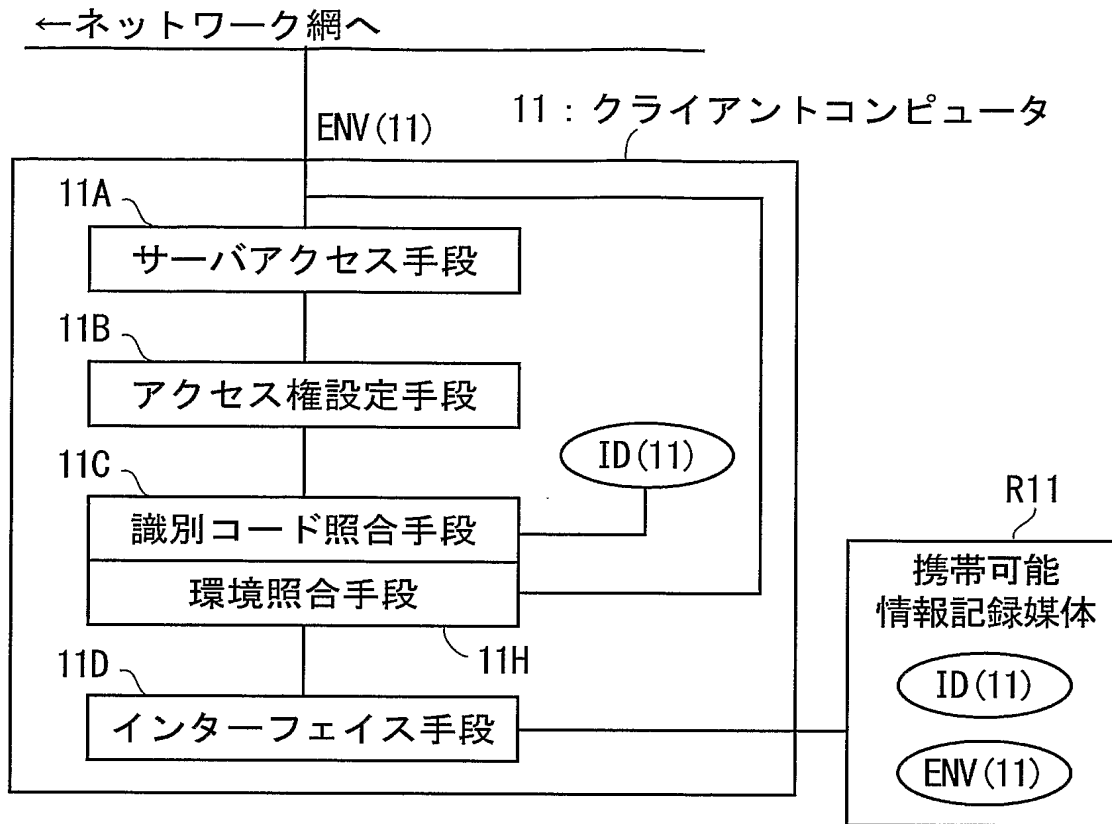 ←ネットワーク網へ
ENV(11)
11：クライアントコンピュータ
11A
サーバアクセス手段
11B
アクセス権設定手段
ID(11)
11C
識別コード照合手段
環境照合手段
11H
11D
インターフェイス手段
R11
携帯可能
情報記録媒体
ID(11)
ENV(11)